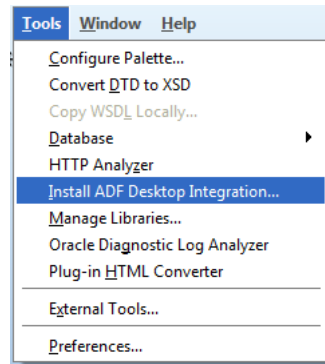 Tools Window Help
Configure Palette...
Convert DTD to XSD
Copy WSDL Locally...
Database
HTTP Analyzer
Install ADF Desktop Integration...
Manage Libraries...
Oracle Diagnostic Log Analyzer
Plug-in HTML Converter
External Tools...
Preferences...